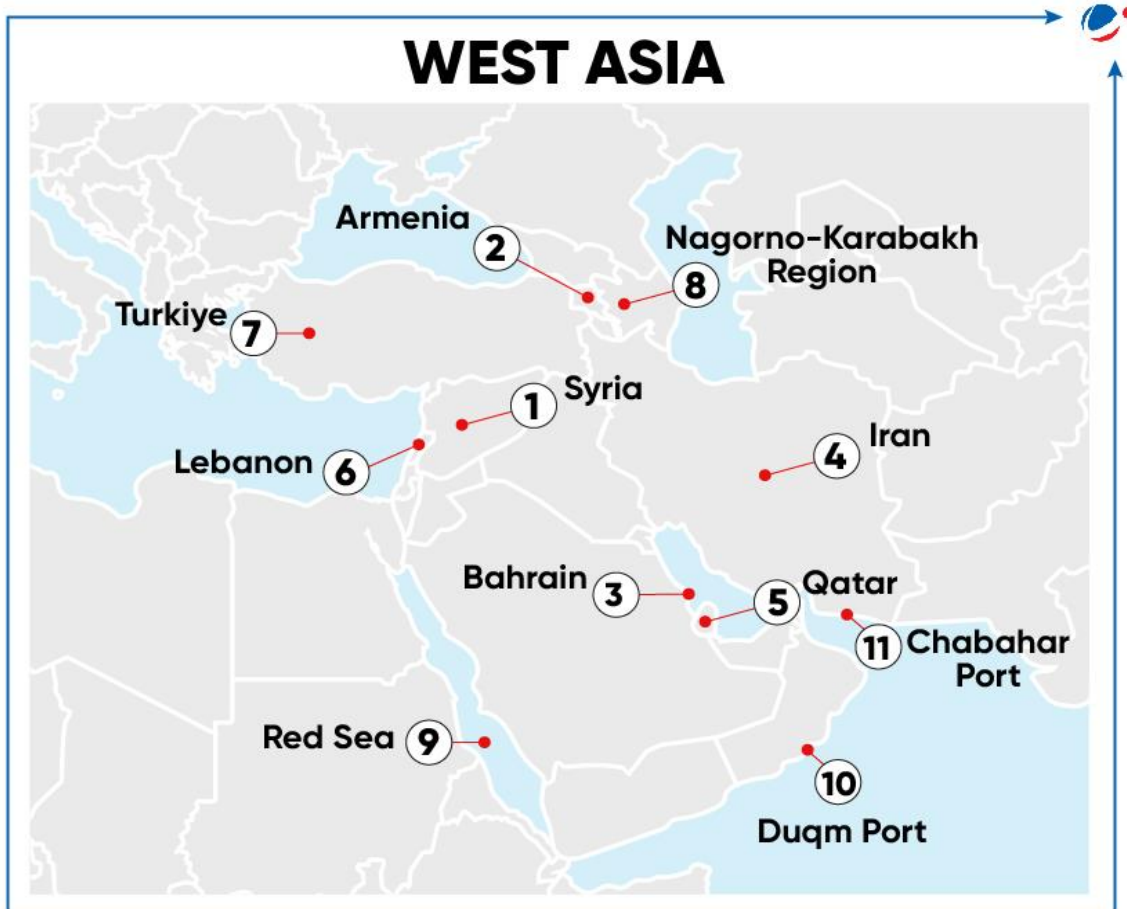 WEST ASIA
Armenia
2
Nagorno-Karabakh
Region
8
Turkiye
7
Syria
1
Lebanon
6
Iran
4
Bahrain
3
Qatar
5
Chabahar
Port
11
Red Sea
9
10
Duqm Port